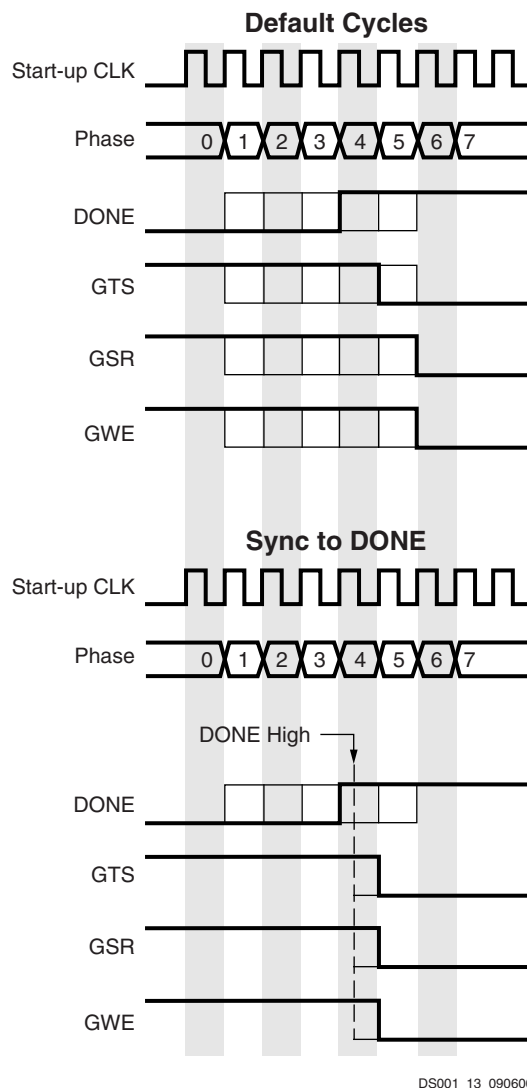 Default Cycles
Start-up CLK
Phase 0 1 2 3 4 5 6 7
DONE
GTS
GSR
GWE
Sync to DONE
Start-up CLK
Phase 0 1 2 3 4 5 6 7
DONE High
DONE
GTS
GSR
GWE